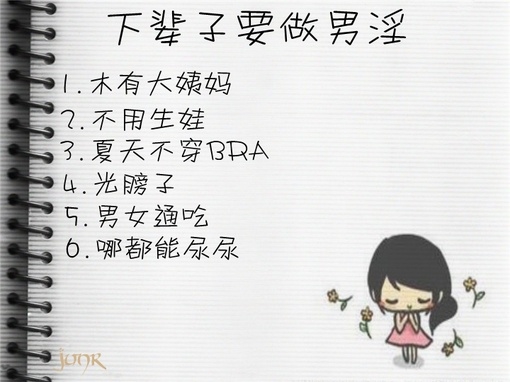 下辈子要做男淫
1.木有大姨妈
2.不用生娃
3.夏天不穿BRA
4.光膀子
5.男女通吃
6.哪都能尿尿
JUNR